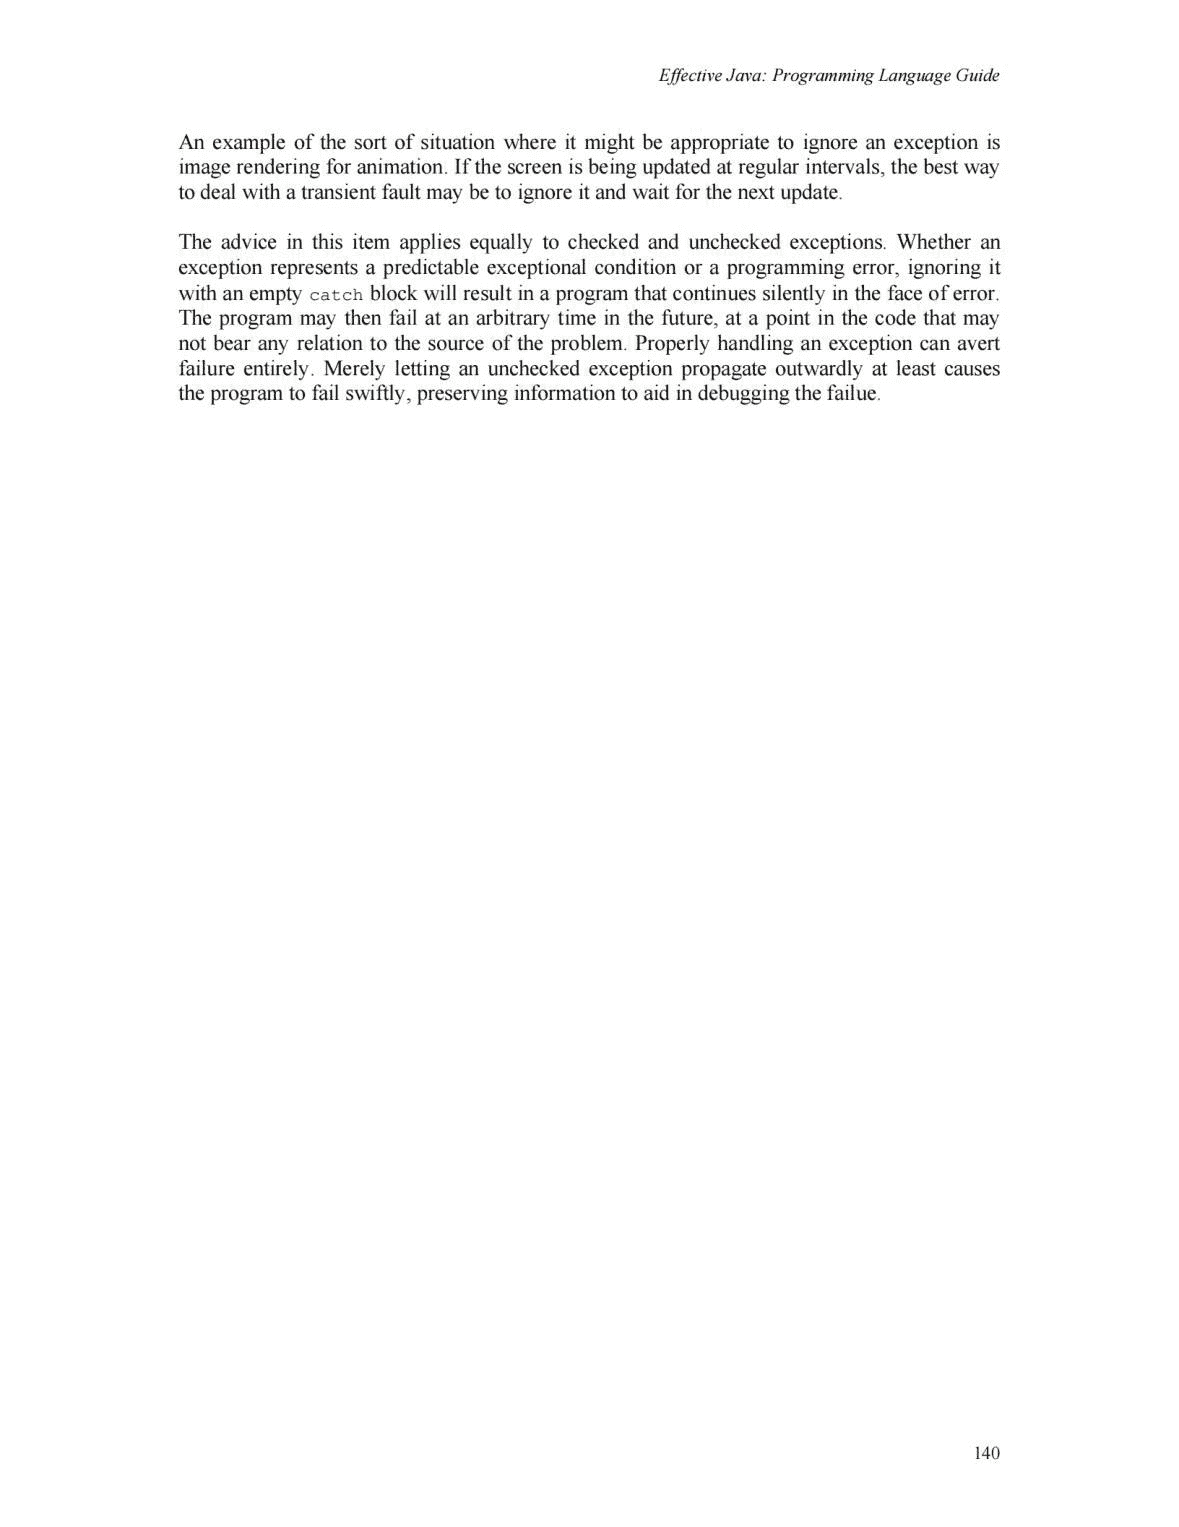 Effective Java: Programming Language Guide
An example of the sort of situation where it might be appropriate to ignore an exception is
image rendering for animation. If the screen is being updated at regular intervals, the best way
to deal with a transient fault may be to ignore it and wait for the next update.
The advice in this item applies equally to checked and unchecked exceptions. Whether an
exception represents a predictable exceptional condition or a programming error, ignoring it
with an empty catch block will result in a program that continues silently in the face of error.
The program may then fail at an arbitrary time in the future, at a point in the code that may
not bear any relation to the source of the problem. Properly handling an exception can avert
failure entirely. Merely letting an unchecked exception propagate outwardly at least causes
the program to fail swiftly, preserving information to aid in debugging the failue.
140